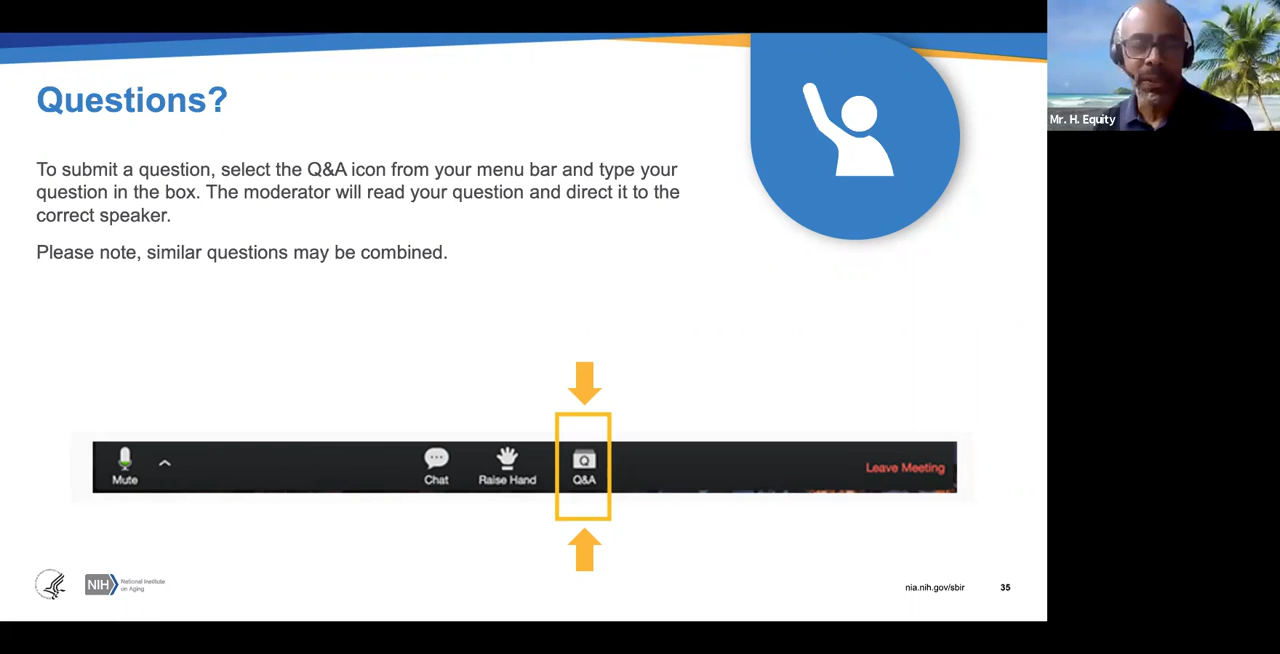 Questions?
To submit a question, select the Q&A icon from your menu bar and type your
question in the box. The moderator will read your question and direct it to the
correct speaker.
Please note, similar questions may be combined.
Mr. H. Equity
Mute
Chat
Raise Hand
Q
Q&A
Leave Meeting
NIH
National Institute
on Aging
nia.nih.gov/sbir
35